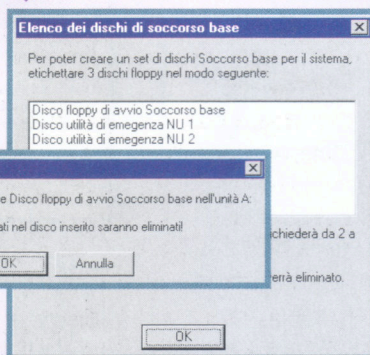 Elenco dei dischi di soccorso base
Per poter creare un set di dischi Soccorso base per il sistema,
etichettare 3 dischi floppy nel modo seguente:
Disco floppy di avvio Soccorso base
Disco utilità di emegenza NU 1
Disco utilità di emegenza NU 2
e Disco floppy di avvio Soccorso base nell'unità A:
ati nel disco inserito saranno eliminati!
OK Annulla
chiederà da 2 a
verrà eliminato.
OK